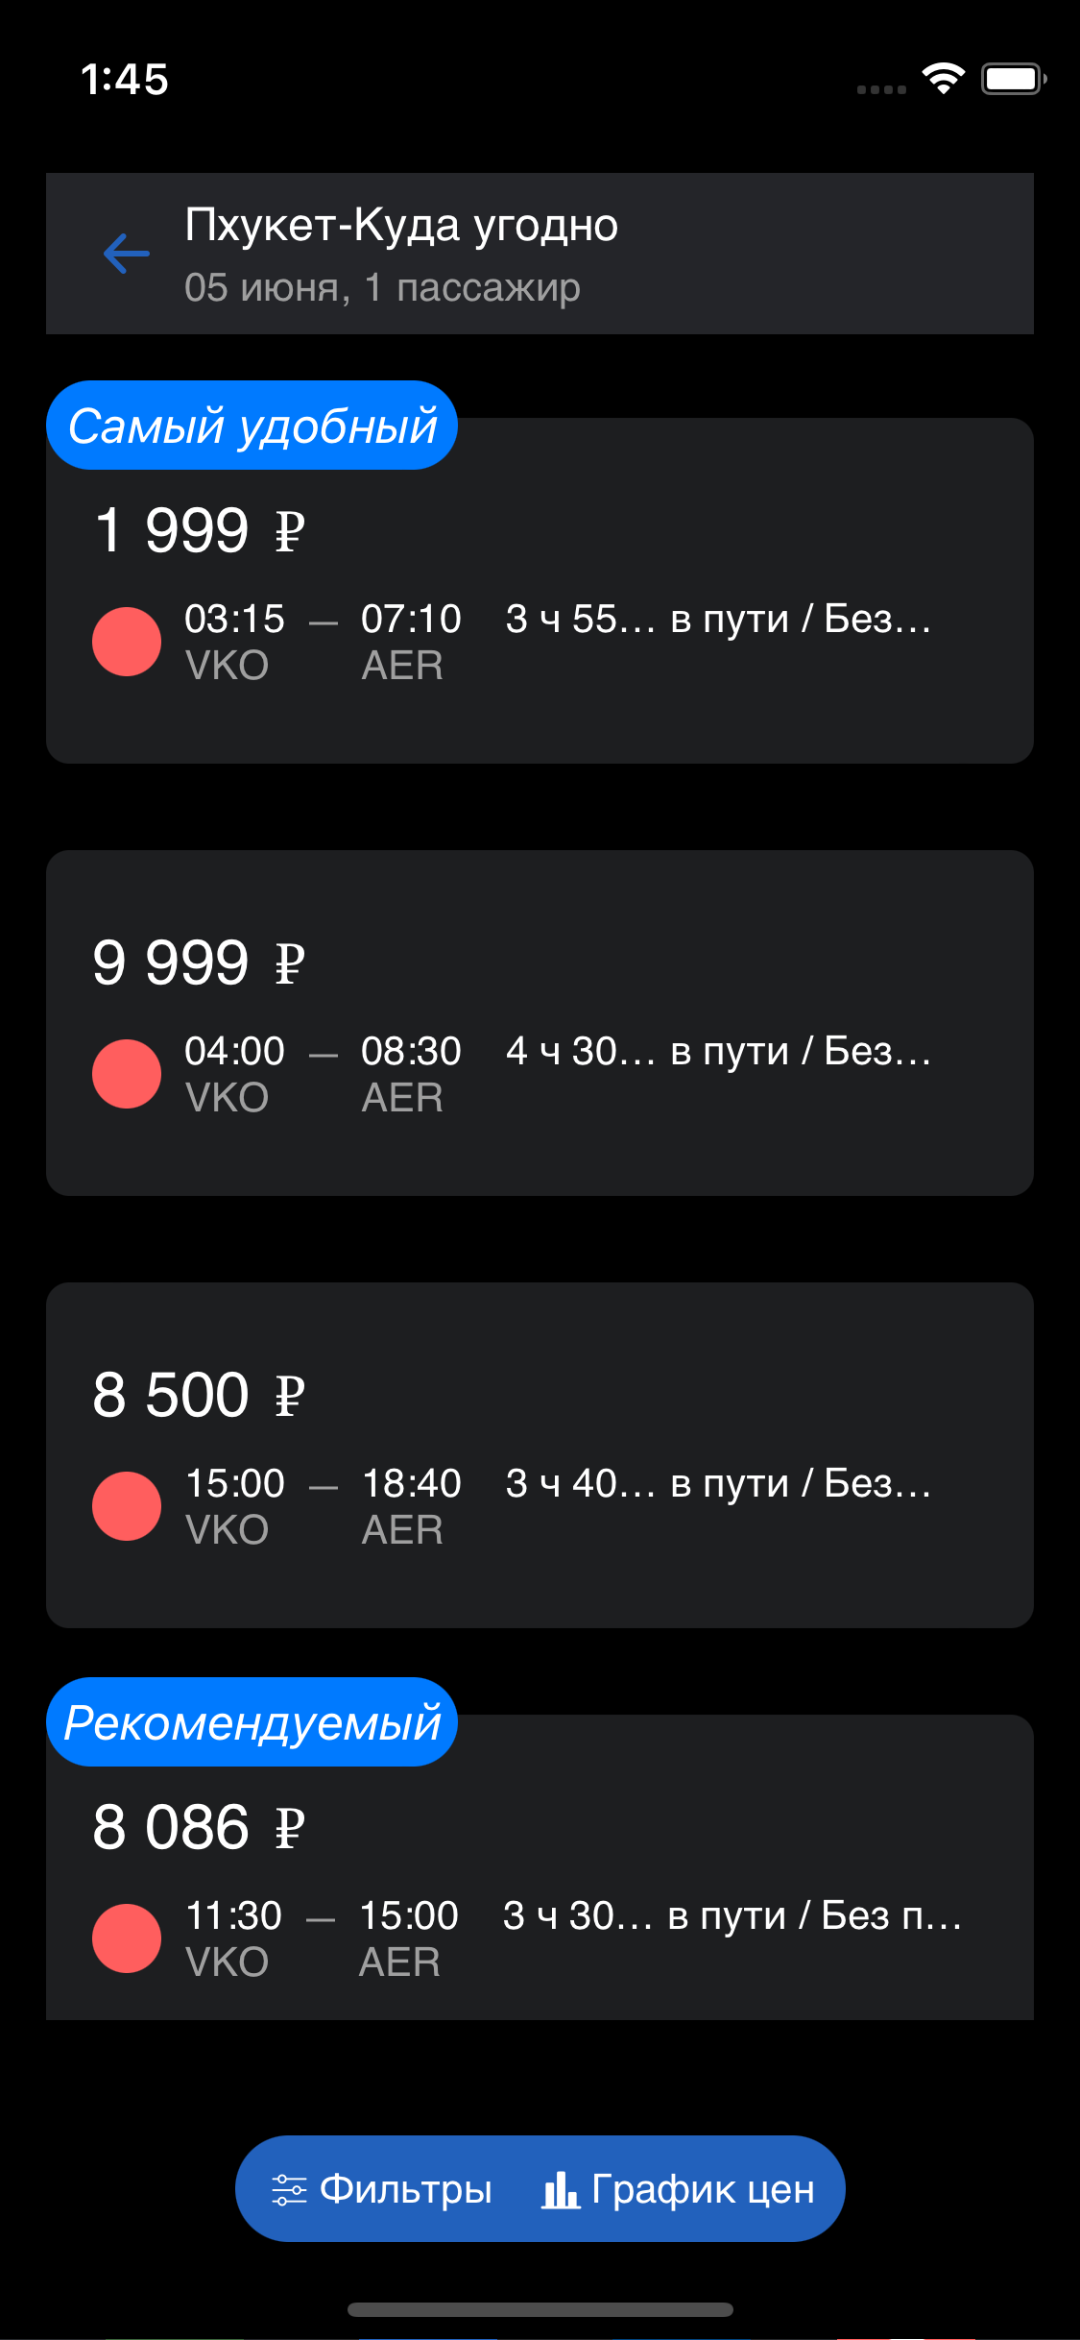 1:45
Пхукет-Куда угодно
05 июня, 1 пассажир
Самый удобный
1 999 ₽
03:15 — 07:10 3 ч 55... в пути / Без...
VKO AER
9 999 ₽
04:00 — 08:30 4 ч 30... в пути / Без...
VKO AER
8 500 ₽
15:00 — 18:40 3 ч 40... в пути / Без...
VKO AER
Рекомендуемый
8 086 ₽
11:30 — 15:00 3 ч 30... в пути / Без п...
VKO AER
Фильтры График цен